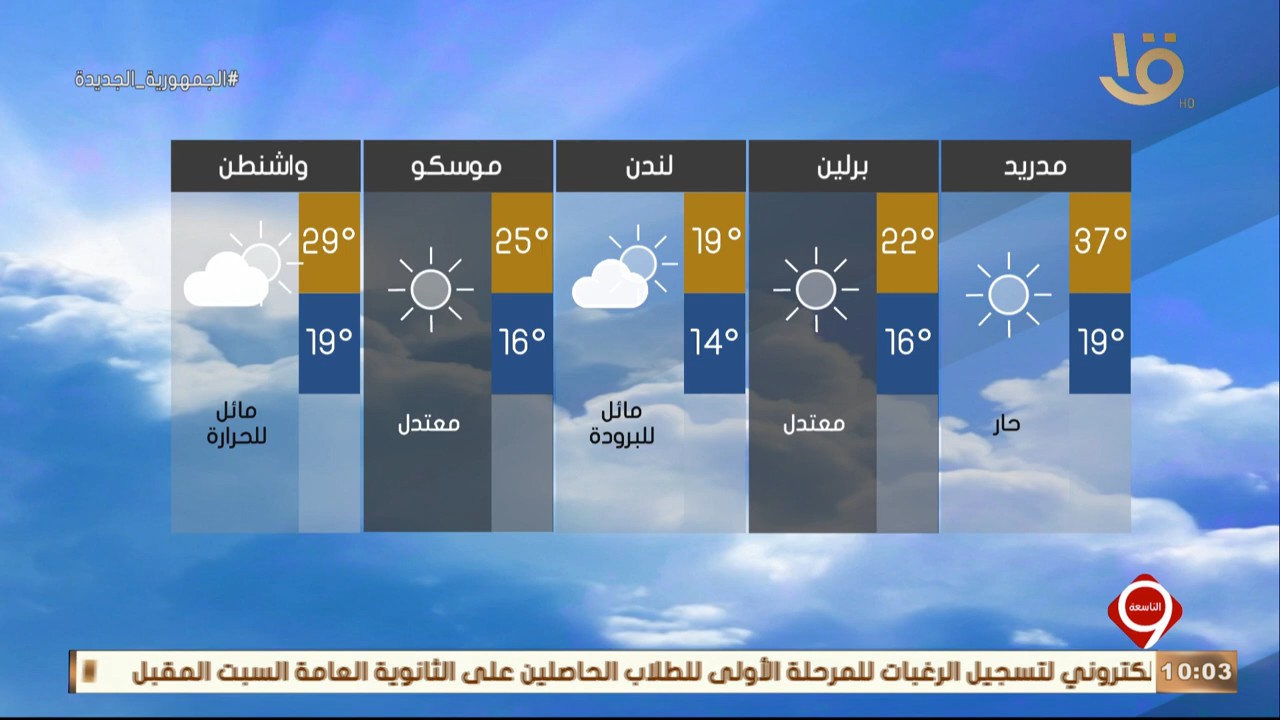 #الجمهورية_الجديدة
HD
مدريد
37°
19°
حار
برلين
22°
16°
معتدل
لندن
19°
14°
مائل
للبرودة
موسكو
25°
16°
معتدل
واشنطن
29°
19°
مائل
للحرارة
التاسعة
9
10:03
لكتروني لتسجيل الرغبات للمرحلة الأولى للطلاب الحاصلين على الثانوية العامة السبت المقبل